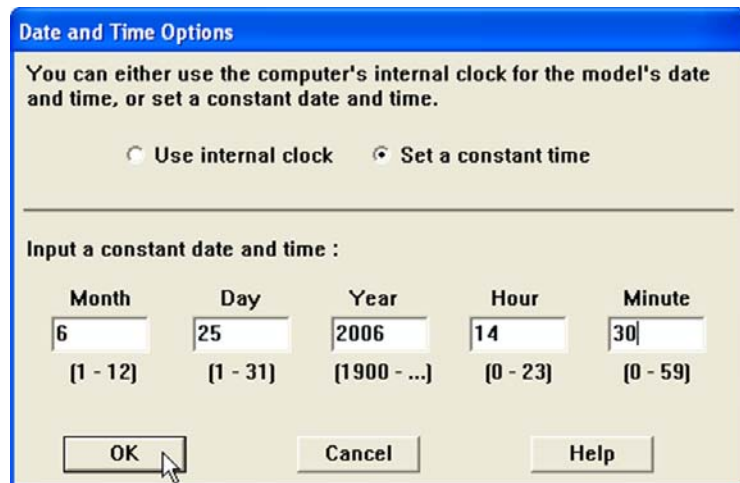 Date and Time Options
You can either use the computer's internal clock for the model's date
and time, or set a constant date and time.
Use internal clock Set a constant time
Input a constant date and time :
Month Day Year Hour Minute
6 25 2006 14 30
(1 - 12) (1 - 31) (1900 - ...) (0 - 23) (0 - 59)
OK Cancel Help